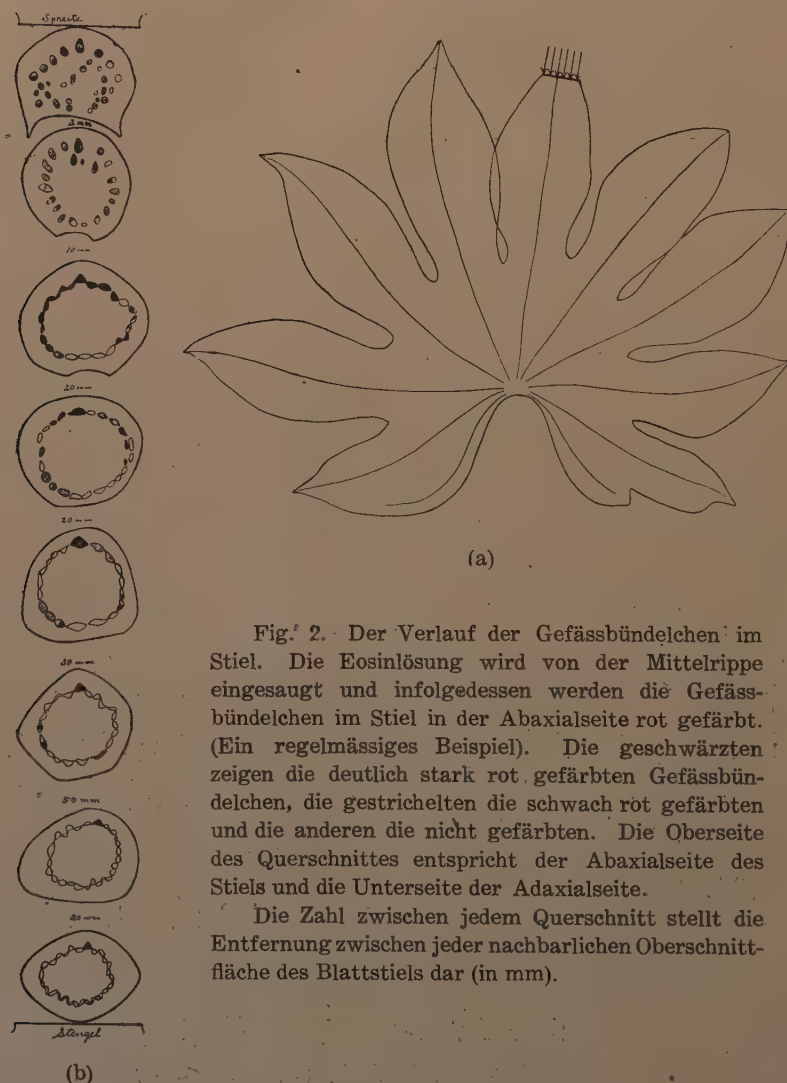 Spreite
3 mm
10 mm
20 mm
20 mm
30 mm
50 mm
20 mm
Stengel
(b)
(a)
Fig. 2. Der Verlauf der Gefässbündelchen im
Stiel. Die Eosinlösung wird von der Mittelrippe
eingesaugt und infolgedessen werden die Gefäss-
bündelchen im Stiel in der Abaxialseite rot gefärbt.
(Ein regelmässiges Beispiel). Die geschwärzten
zeigen die deutlich stark rot gefärbten Gefässbün-
delchen, die gestrichelten die schwach rot gefärbten
und die anderen die nicht gefärbten. Die Oberseite
des Querschnittes entspricht der Abaxialseite des
Stiels und die Unterseite der Adaxialseite.
Die Zahl zwischen jedem Querschnitt stellt die
Entfernung zwischen jeder nachbarlichen Oberschnitt-
fläche des Blattstiels dar (in mm).